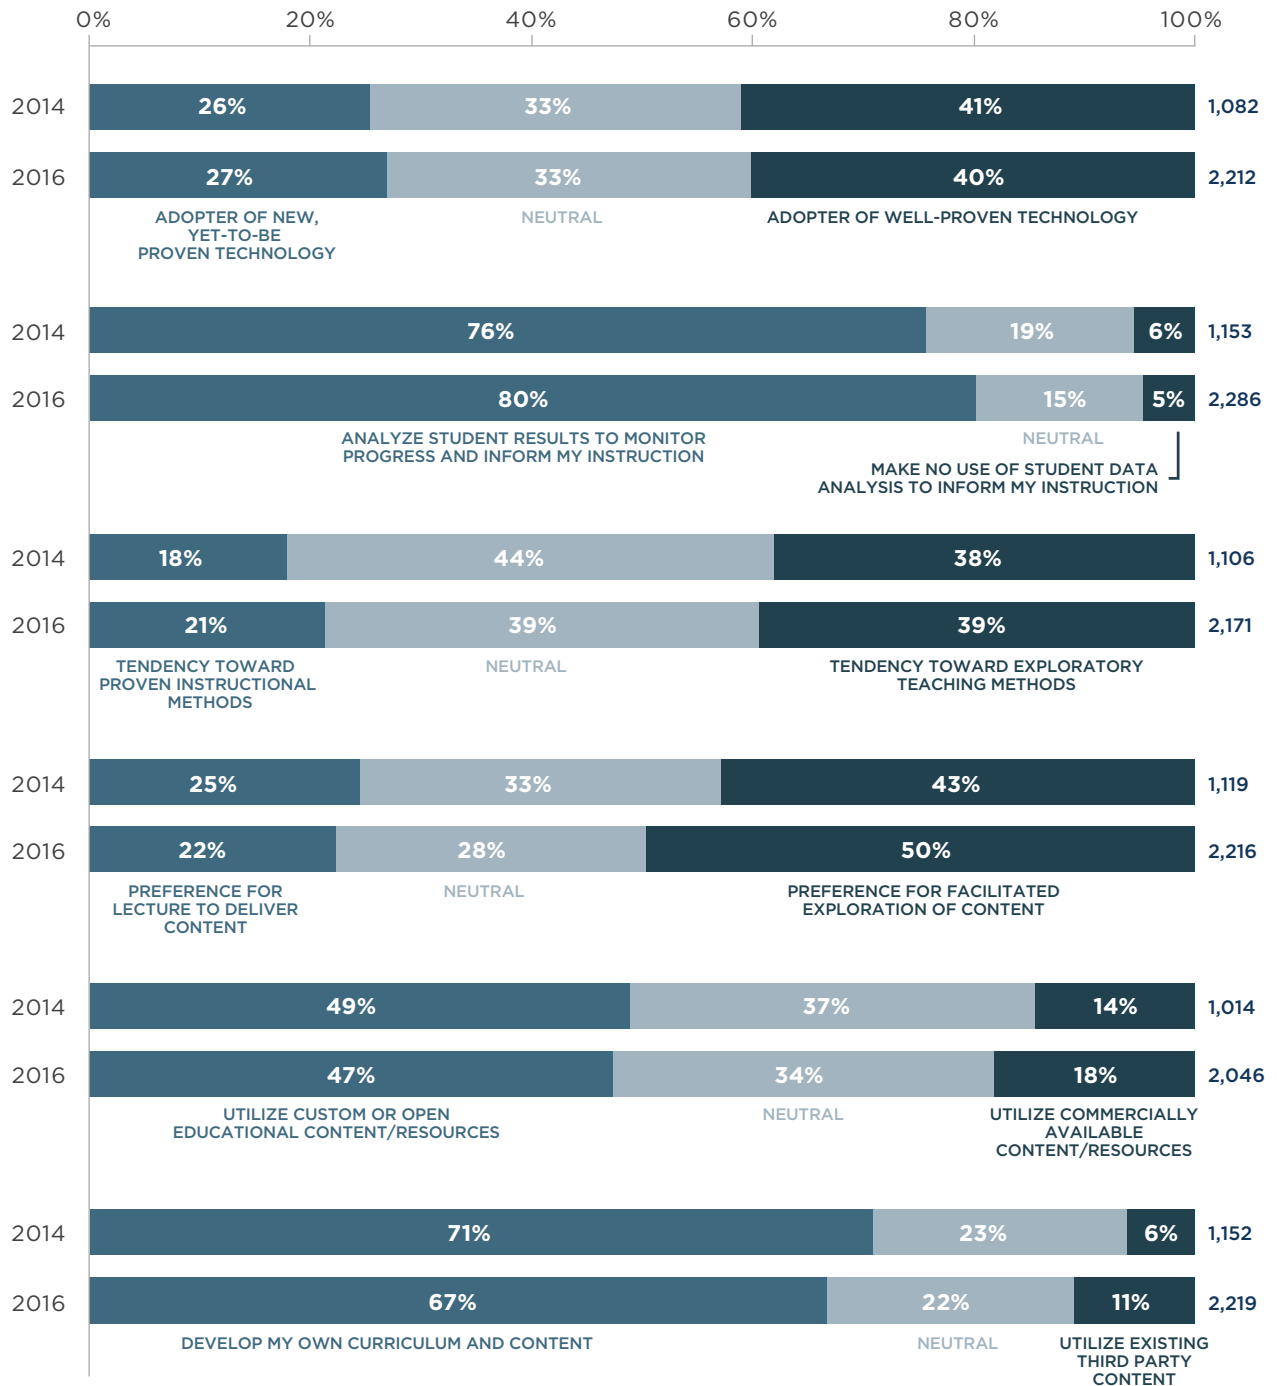 0% 20% 40% 60% 80% 100%
2014 26% 33% 41% 1,082
2016 27% 33% 40% 2,212
ADOPTER OF NEW, NEUTRAL ADOPTER OF WELL-PROVEN TECHNOLOGY
YET-TO-BE
PROVEN TECHNOLOGY
2014 76% 19% 6% 1,153
2016 80% 15% 5% 2,286
ANALYZE STUDENT RESULTS TO MONITOR NEUTRAL
PROGRESS AND INFORM MY INSTRUCTION
MAKE NO USE OF STUDENT DATA
ANALYSIS TO INFORM MY INSTRUCTION
2014 18% 44% 38% 1,106
2016 21% 39% 39% 2,171
TENDENCY TOWARD NEUTRAL TENDENCY TOWARD EXPLORATORY
PROVEN INSTRUCTIONAL TEACHING METHODS
METHODS
2014 25% 33% 43% 1,119
2016 22% 28% 50% 2,216
PREFERENCE FOR NEUTRAL PREFERENCE FOR FACILITATED
LECTURE TO DELIVER EXPLORATION OF CONTENT
CONTENT
2014 49% 37% 14% 1,014
2016 47% 34% 18% 2,046
UTILIZE CUSTOM OR OPEN NEUTRAL UTILIZE COMMERCIALLY
EDUCATIONAL CONTENT/RESOURCES AVAILABLE
CONTENT/RESOURCES
2014 71% 23% 6% 1,152
2016 67% 22% 11% 2,219
DEVELOP MY OWN CURRICULUM AND CONTENT NEUTRAL UTILIZE EXISTING
THIRD PARTY
CONTENT